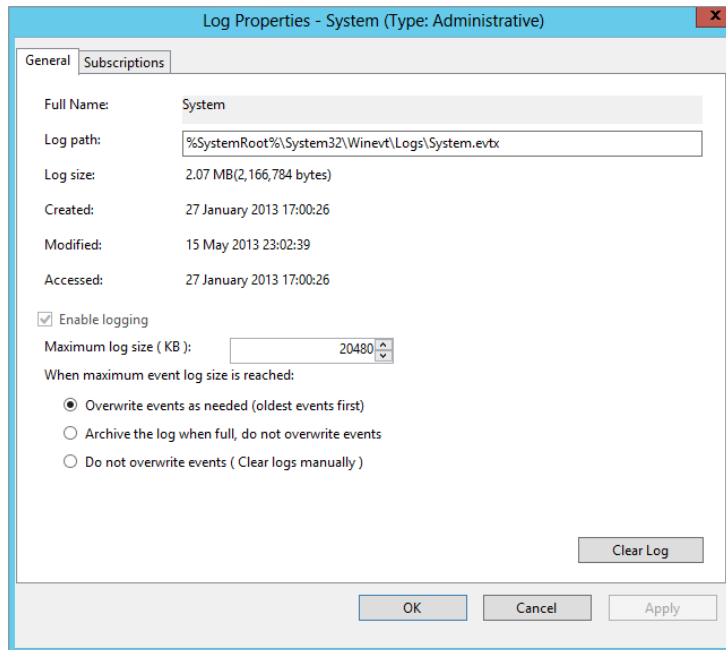 Log Properties - System (Type: Administrative)
x
General Subscriptions
Full Name: System
Log path: %SystemRoot%\System32\Winevt\Logs\System.evtx
Log size: 2.07 MB(2,166,784 bytes)
Created: 27 January 2013 17:00:26
Modified: 15 May 2013 23:02:39
Accessed: 27 January 2013 17:00:26
Enable logging
Maximum log size ( KB ): 20480
When maximum event log size is reached:
Overwrite events as needed (oldest events first)
Archive the log when full, do not overwrite events
Do not overwrite events ( Clear logs manually )
Clear Log
OK Cancel Apply